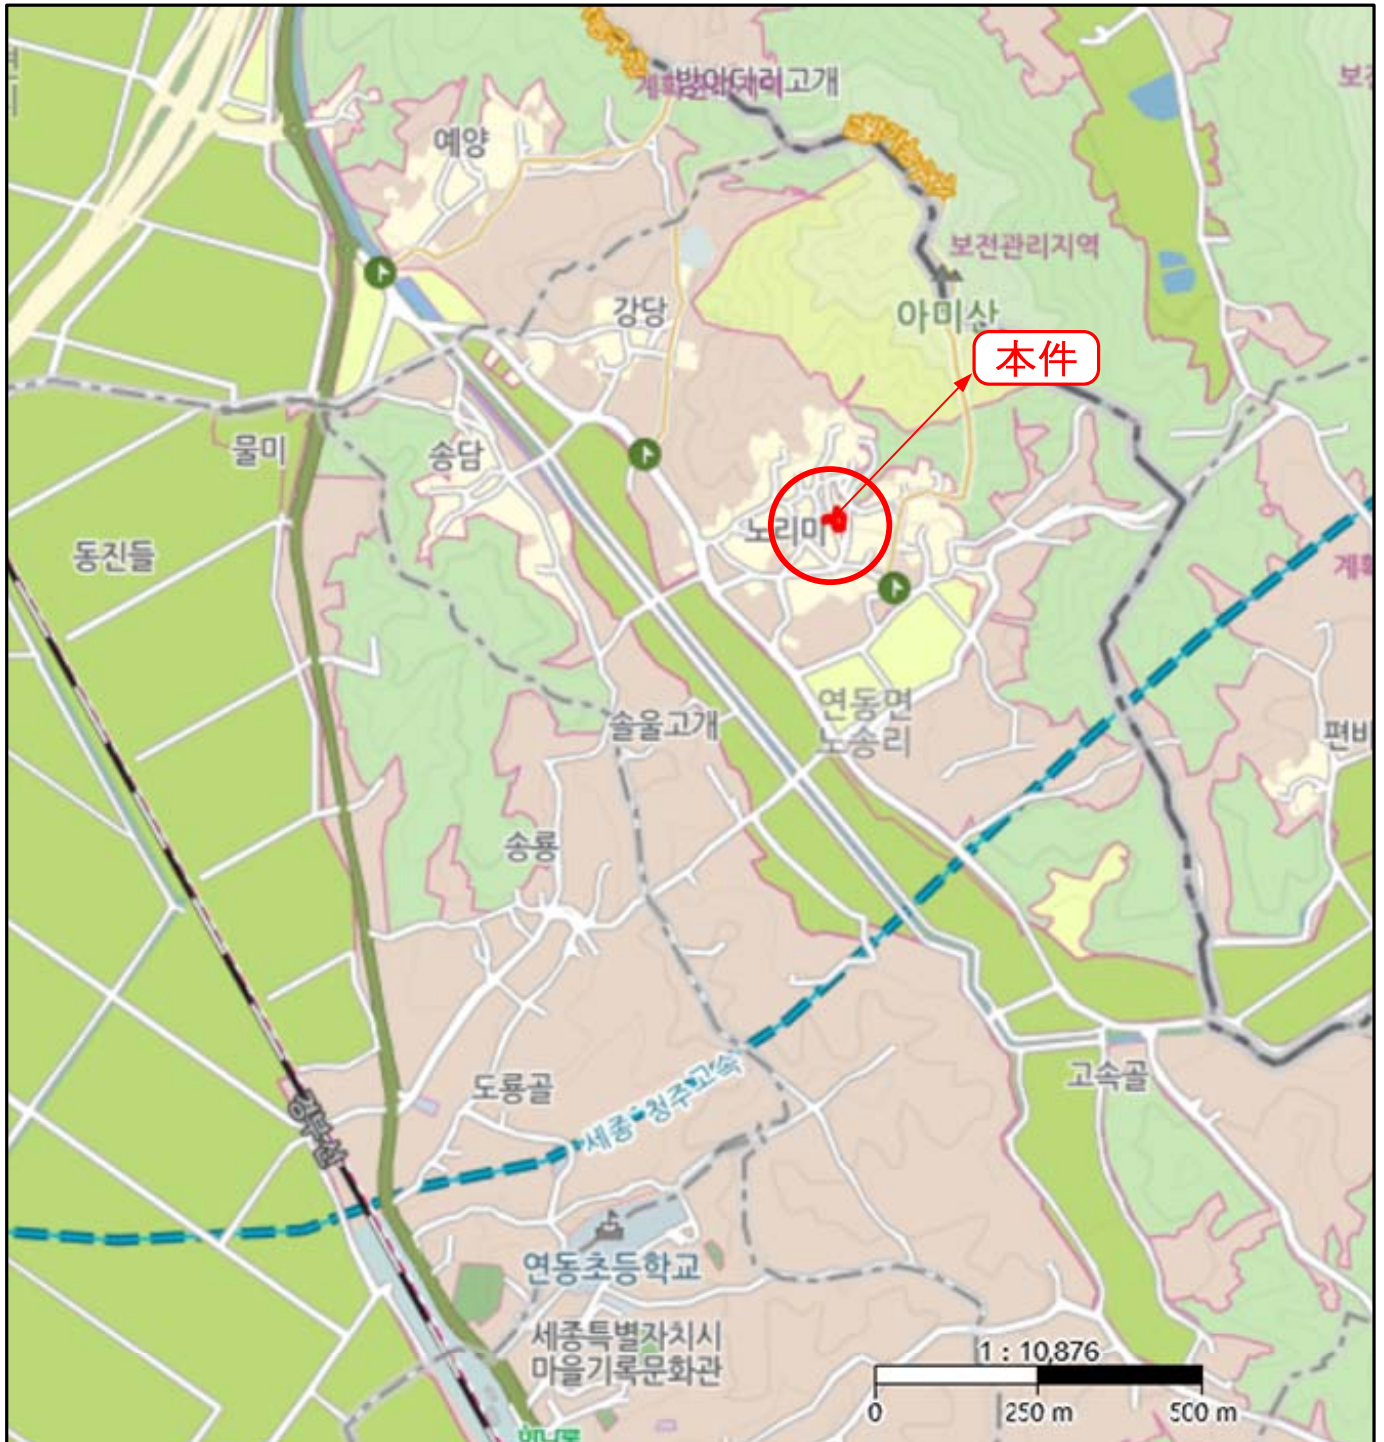 방아다리고개
예양
보전관리지역
강당
아미산
本件
물미
송담
노리미
동진들
연동면
노송리
솔울고개
송룡
도룡골
고속골
세종-청주고속
경부선
연동초등학교
세종특별자치시
마을기록문화관
1 : 10,876
0
250 m
500 m